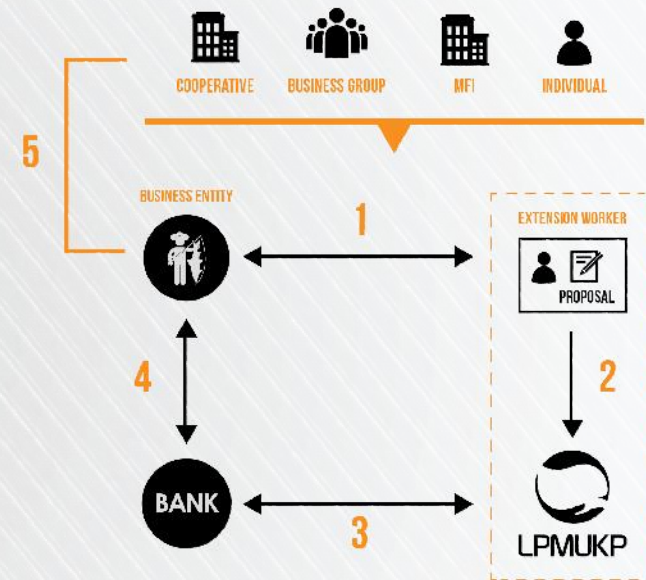 COOPERATIVE
BUSINESS GROUP
MFI
INDIVIDUAL
5
BUSINESS ENTITY
1
EXTENSION WORKER
PROPOSAL
4
2
BANK
3
LPMUKP